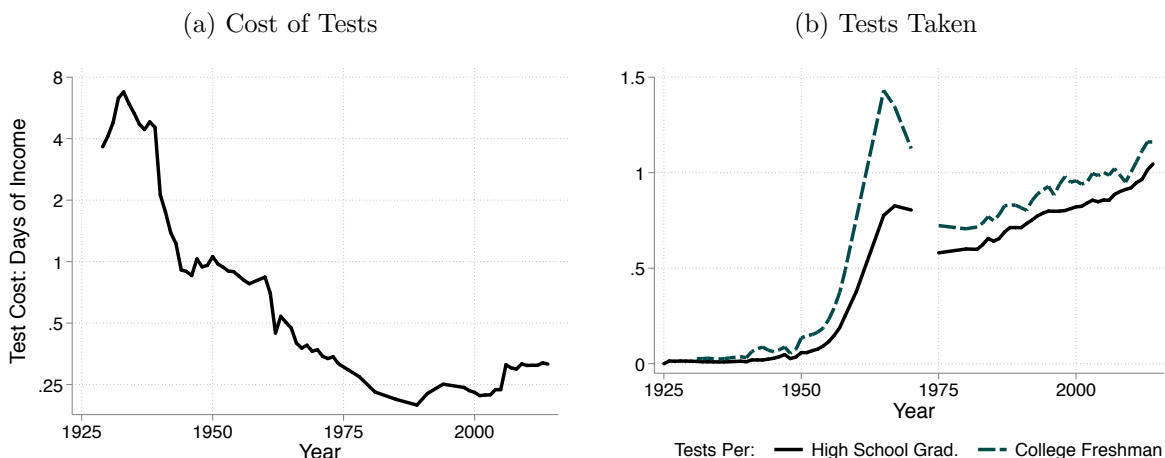 (a) Cost of Tests
Test Cost: Days of Income
8
4
2
1
.5
.25
1925 1950 1975 2000
Year
(b) Tests Taken
1.5
1
.5
0
1925 1950 1975 2000
Year
Tests Per: High School Grad. College Freshman